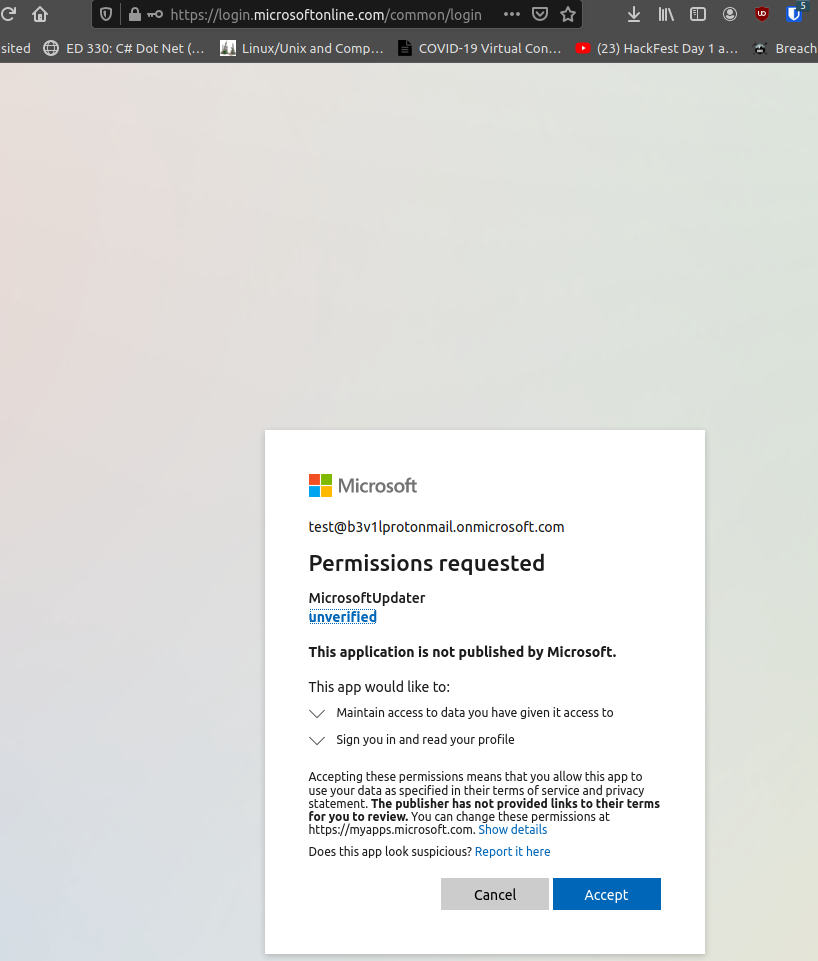 https://login.microsoftonline.com/common/login
5
sited ED 330: C# Dot Net (... Linux/Unix and Comp... COVID-19 Virtual Con... (23) HackFest Day 1 a... Breach
Microsoft
test@b3v1lprotonmail.onmicrosoft.com
Permissions requested
MicrosoftUpdater
unverified
This application is not published by Microsoft.
This app would like to:
Maintain access to data you have given it access to
Sign you in and read your profile
Accepting these permissions means that you allow this app to
use your data as specified in their terms of service and privacy
statement. The publisher has not provided links to their terms
for you to review. You can change these permissions at
https://myapps.microsoft.com. Show details
Does this app look suspicious? Report it here
Cancel Accept